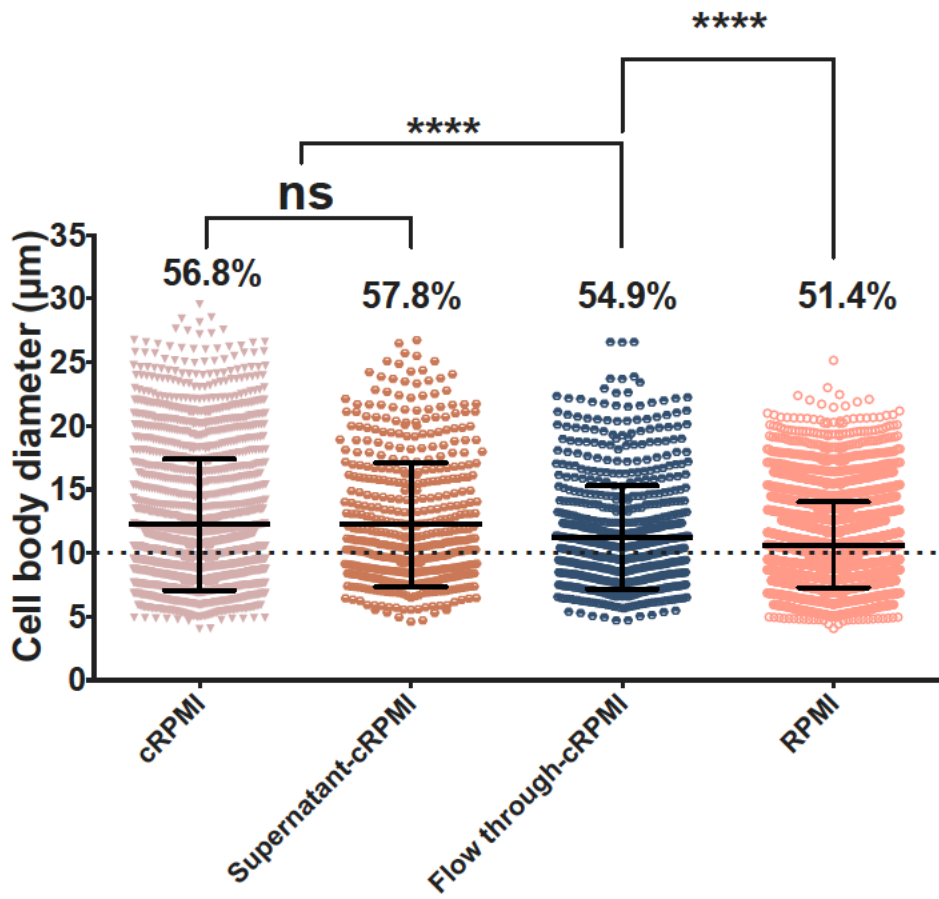 ****
****
ns
56.8%
57.8%
54.9%
51.4%
Cell body diameter (µm)
35
30
25
20
15
10
5
0
cRPMI
Supernatant-cRPMI
Flow through-cRPMI
RPMI